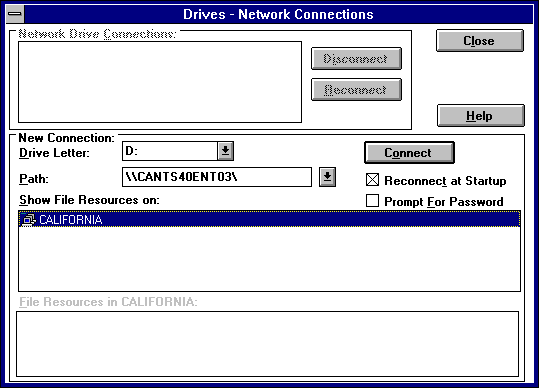 Drives - Network Connections
Network Drive Connections:
Close
Disconnect
Reconnect
Help
New Connection:
Drive Letter: D:
Connect
Path: \\CANTS40ENT03\
Reconnect at Startup
Show File Resources on:
Prompt For Password
CALIFORNIA
File Resources in CALIFORNIA: